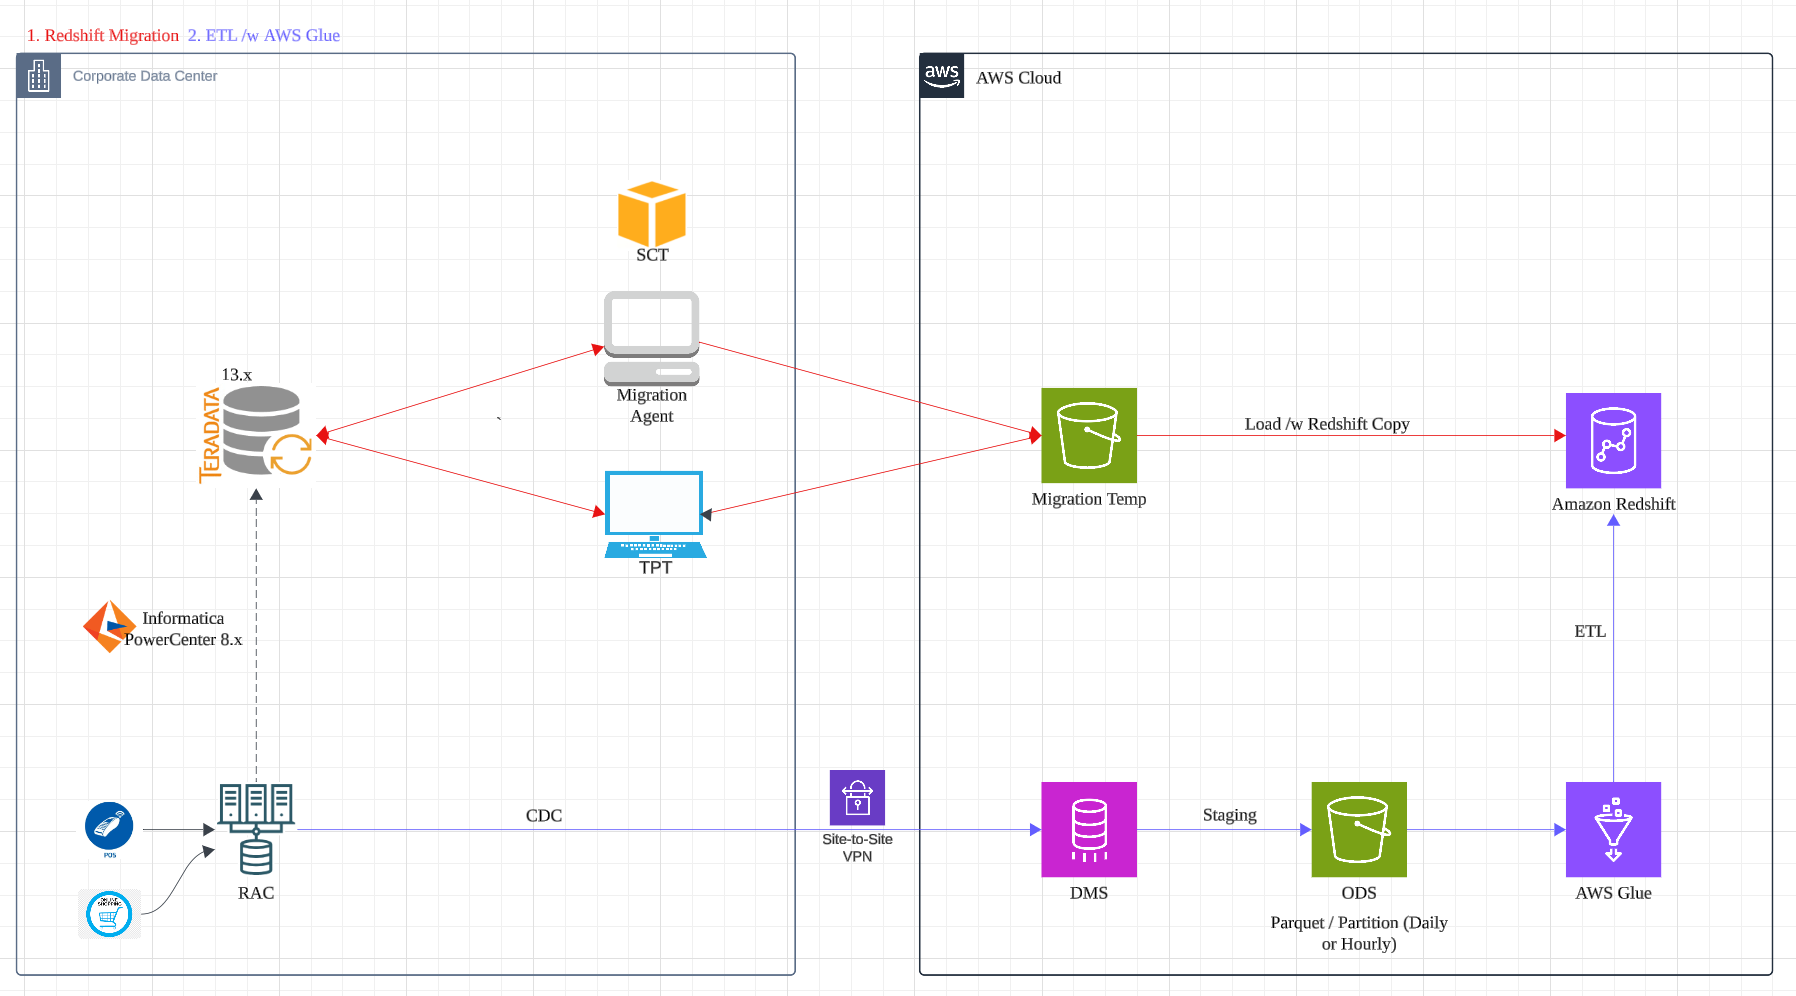 1. Redshift Migration 2. ETL /w AWS Glue
Corporate Data Center
aws
AWS Cloud
SCT
13.x
TERADATA
Migration
Agent
`
Load /w Redshift Copy
Migration Temp
Amazon Redshift
TPT
Informatica
PowerCenter 8.x
ETL
POS
CDC
Site-to-Site
VPN
Staging
RAC
DMS
ODS
AWS Glue
ONLINE
SHOPPING
Parquet / Partition (Daily
or Hourly)